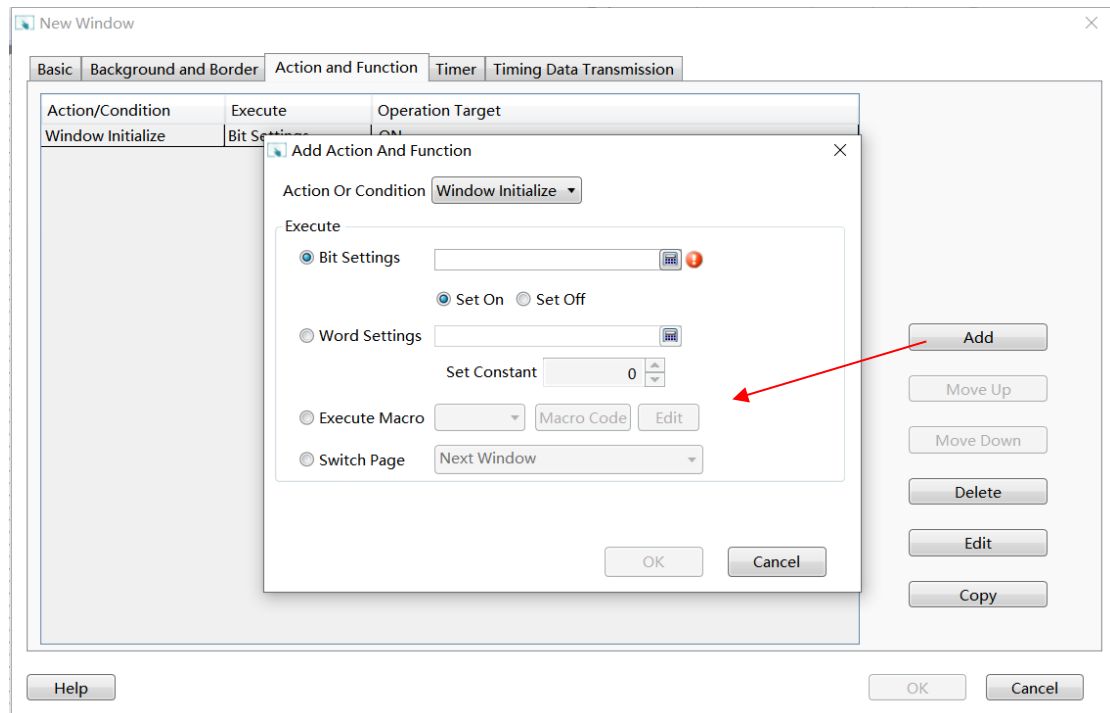 New Window
Basic Background and Border Action and Function Timer Timing Data Transmission
Action/Condition Execute Operation Target
Window Initialize Bit Settings ON
Add Action And Function
Action Or Condition Window Initialize
Execute
Bit Settings
Set On Set Off
Word Settings
Set Constant 0
Execute Macro Macro Code Edit
Switch Page Next Window
OK Cancel
Add
Move Up
Move Down
Delete
Edit
Copy
Help OK Cancel